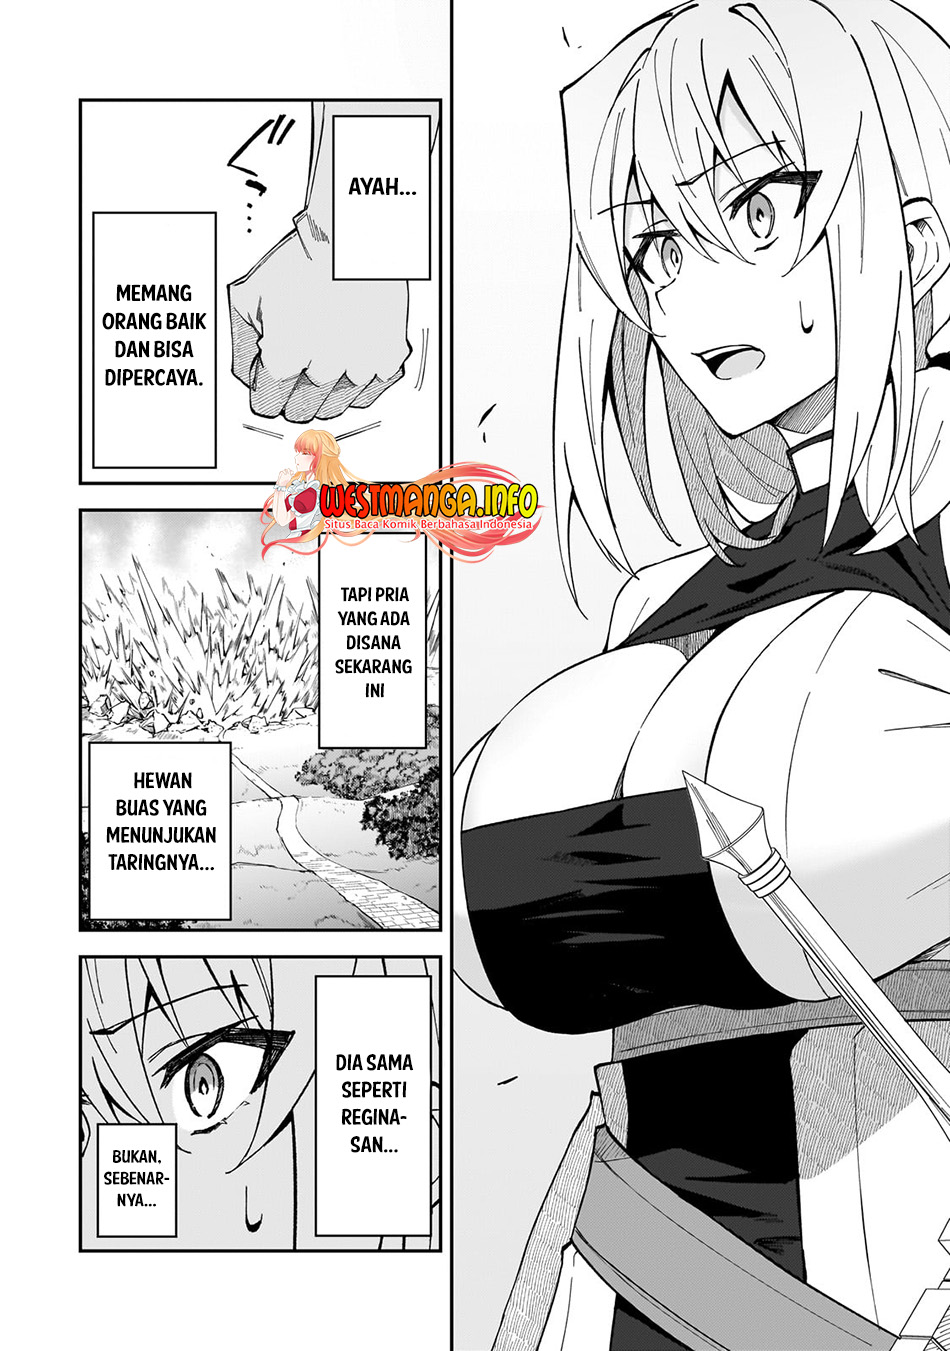 AYAH...
MEMANG
ORANG BAIK
DAN BISA
DIPERCAYA.
WESTMANGA.INFO
Situs Baca Komik Berbahasa Indonesia
TAPI PRIA
YANG ADA
DISANA
SEKARANG
INI
HEWAN
BUAS YANG
MENUNJUKAN
TARINGNYA...
DIA SAMA
SEPERTI
REGINA-
SAN...
BUKAN,
SEBENAR-
NYA...